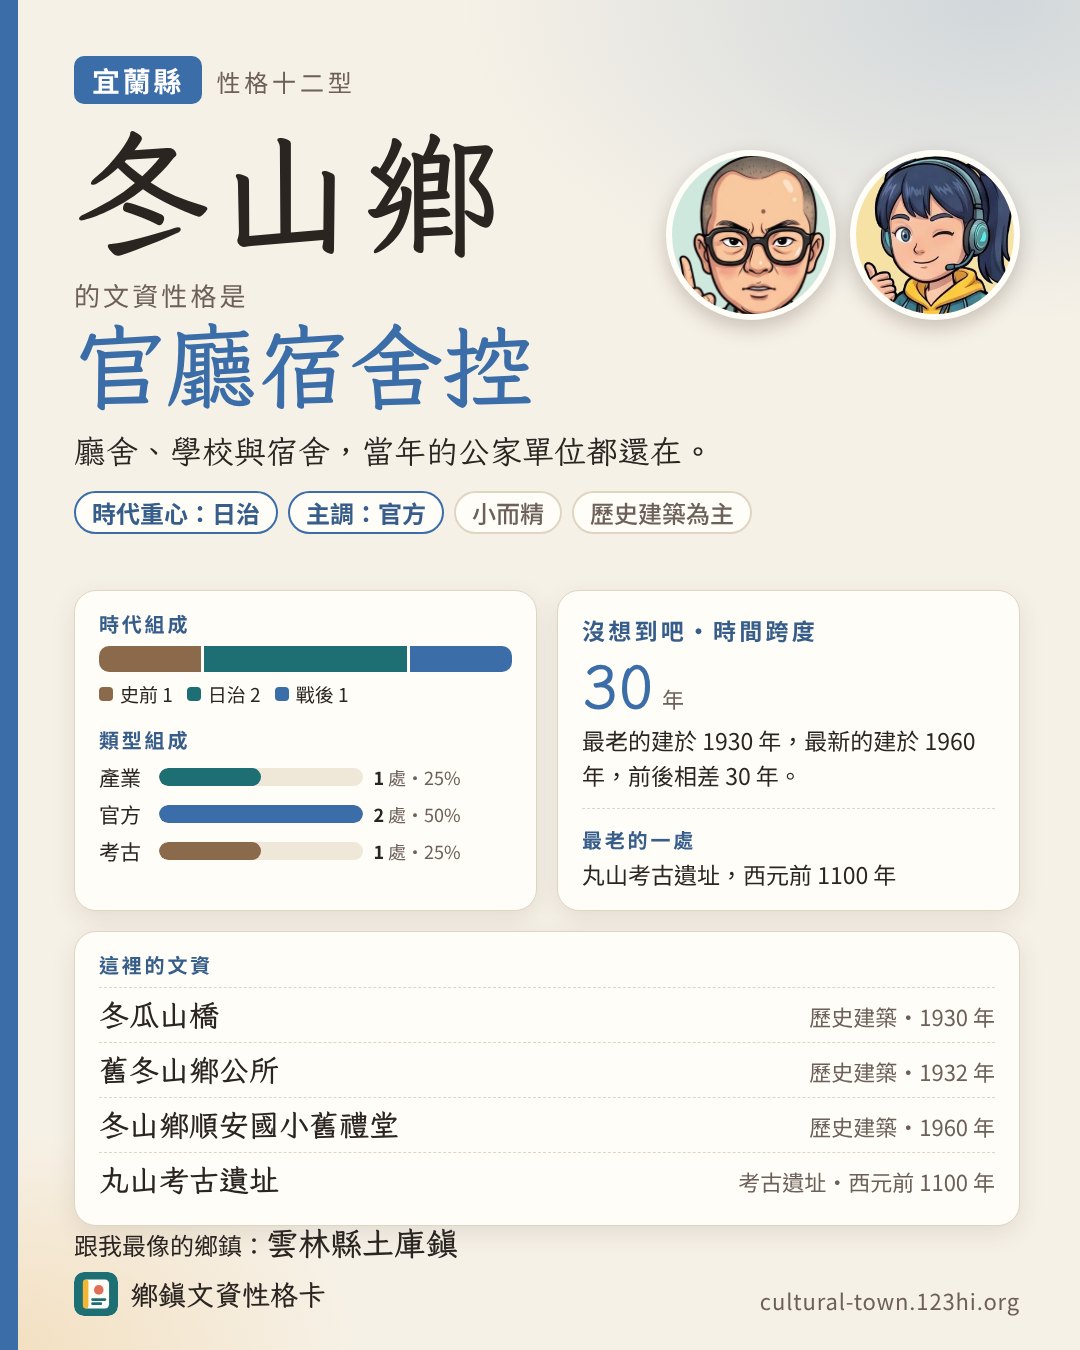 宜蘭縣 性格十二型
冬山鄉
的文資性格是
官廳宿舍控
廳舍、學校與宿舍，當年的公家單位都還在。
時代重心：日治 主調：官方 小而精 歷史建築為主
時代組成
史前 1 日治 2 戰後 1
類型組成
產業 1 處・25%
官方 2 處・50%
考古 1 處・25%
沒想到吧・時間跨度
30 年
最老的建於 1930 年，最新的建於 1960
年，前後相差 30 年。
最老的一處
丸山考古遺址，西元前 1100 年
這裡的文資
冬瓜山橋 歷史建築・1930 年
舊冬山鄉公所 歷史建築・1932 年
冬山鄉順安國小舊禮堂 歷史建築・1960 年
丸山考古遺址 考古遺址・西元前 1100 年
跟我最像的鄉鎮：雲林縣土庫鎮
鄉鎮文資性格卡
cultural-town.123hi.org